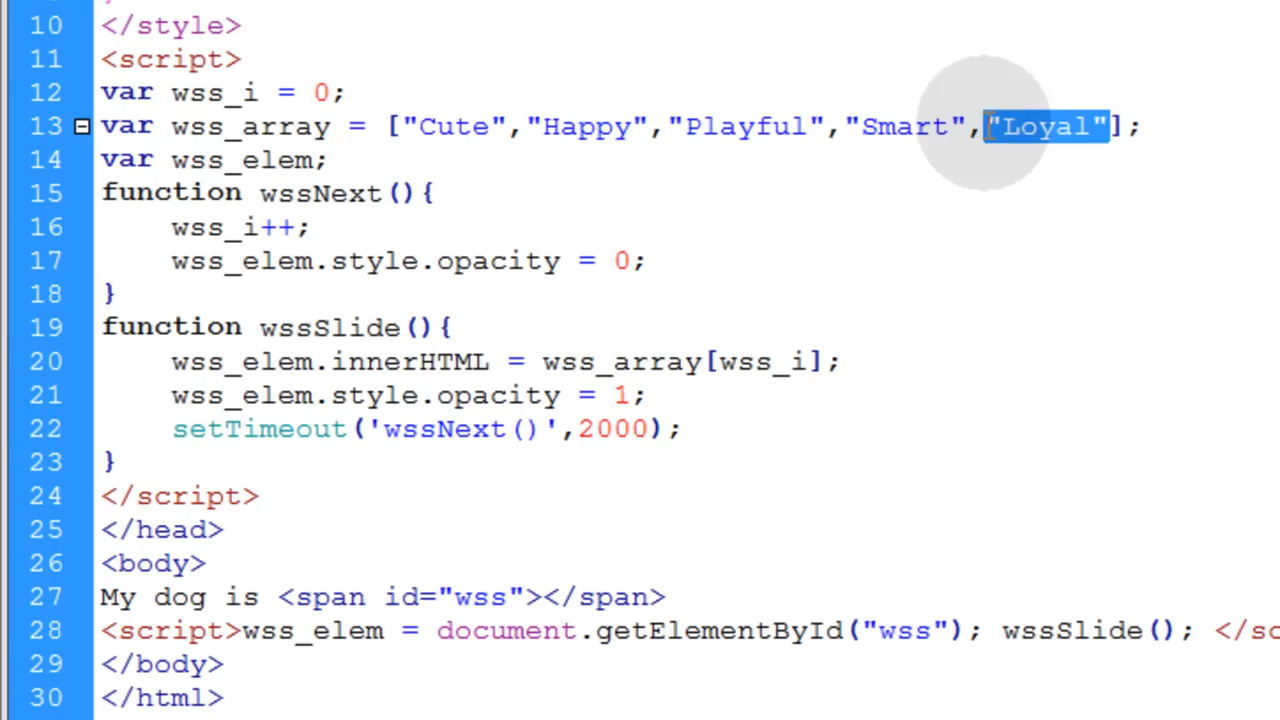 10 </style>
11 <script>
12 var wss_i = 0;
13 var wss_array = ["Cute","Happy","Playful","Smart","Loyal"];
14 var wss_elem;
15 function wssNext(){
16 wss_i++;
17 wss_elem.style.opacity = 0;
18 }
19 function wssSlide(){
20 wss_elem.innerHTML = wss_array[wss_i];
21 wss_elem.style.opacity = 1;
22 setTimeout('wssNext()',2000);
23 }
24 </script>
25 </head>
26 <body>
27 My dog is <span id="wss"></span>
28 <script>wss_elem = document.getElementById("wss"); wssSlide(); </sc
29 </body>
30 </html>